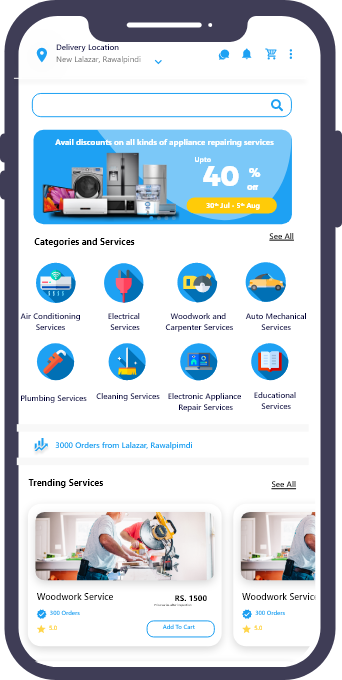 Delivery Location
New Lalazar, Rawalpindi
Avail discounts on all kinds of appliance repairing services
Upto
40 %
Off
30th Jul - 5th Aug
See All
Categories and Services
Air Conditioning Services
Electrical Services
Woodwork and Carpenter Services
Auto Mechanical Services
Plumbing Services
Cleaning Services
Electronic Appliance Repair Services
Educational Services
3000 Orders from Lalazar, Rawalpimdi
Trending Services
See All
Woodwork Service
RS. 1500
300 Orders
5.0
Add To Cart
Woodwork Servic
300 Orders
5.0